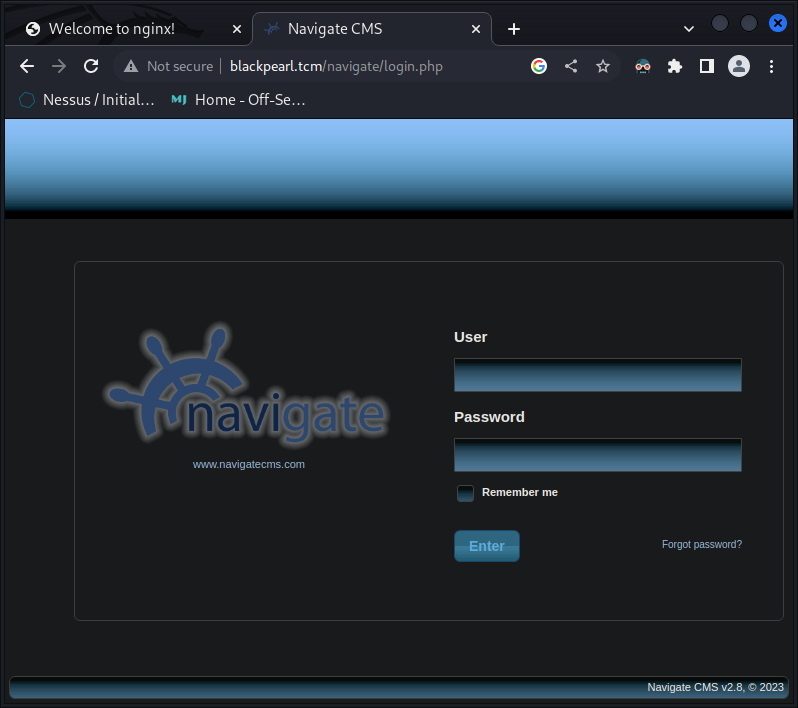 Welcome to nginx!
Navigate CMS
Not secure
blackpearl.tcm/navigate/login.php
Nessus / Initial...
Home - Off-Se...
navigate
www.navigatecms.com
User
Password
Remember me
Enter
Forgot password?
Navigate CMS v2.8, © 2023